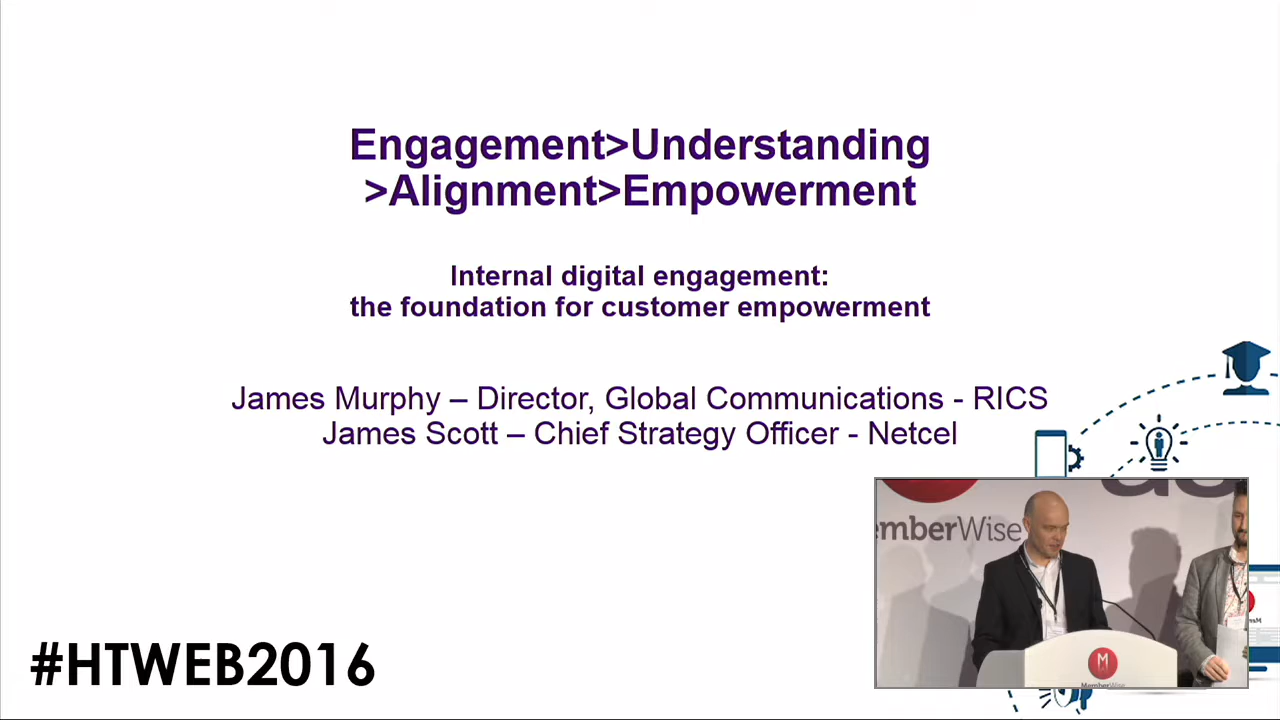 Engagement>Understanding
>Alignment>Empowerment
Internal digital engagement:
the foundation for customer empowerment
James Murphy – Director, Global Communications - RICS
James Scott – Chief Strategy Officer - Netcel
emberWise
M
MemberWise
#HTWEB2016